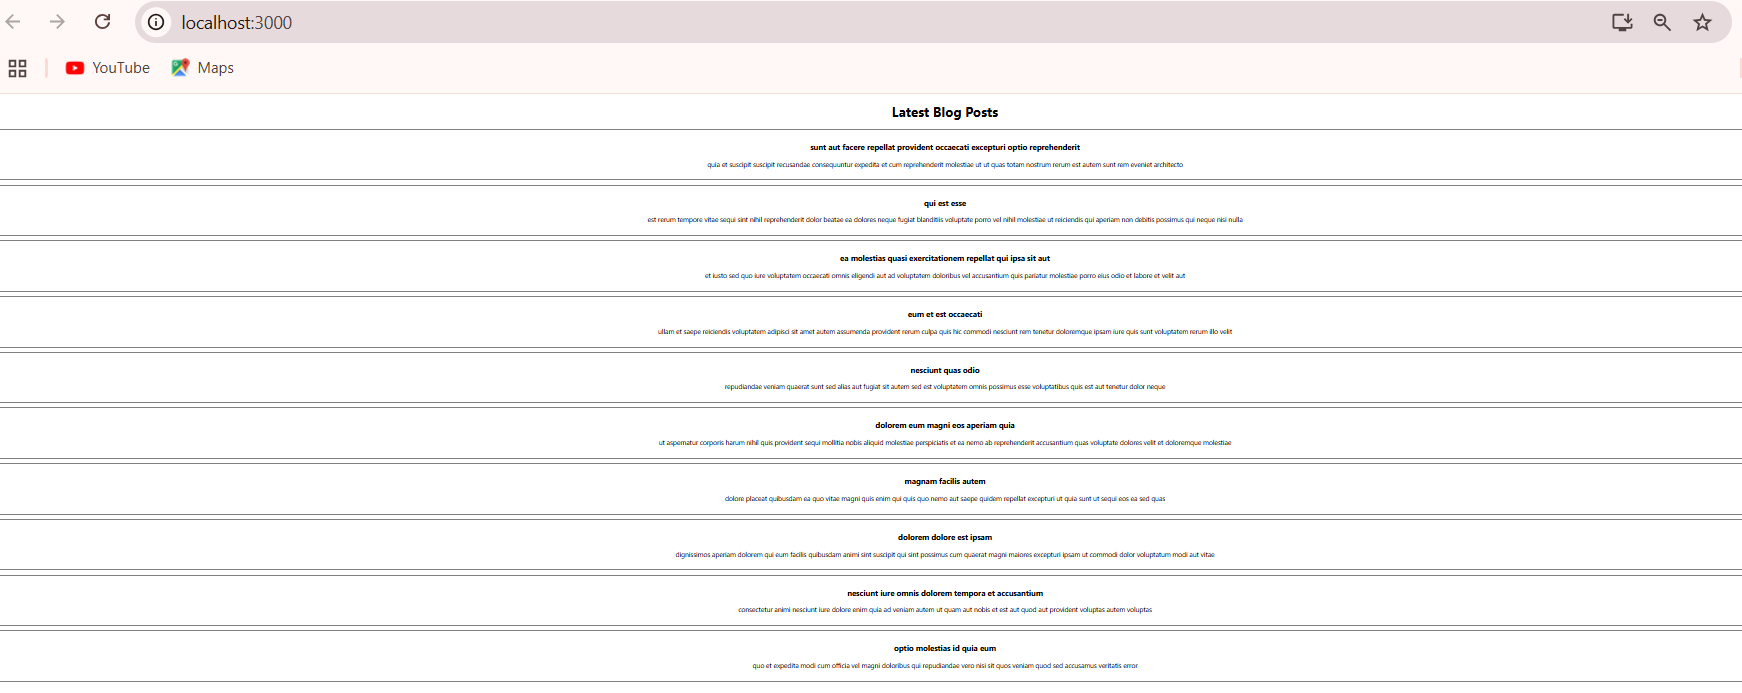 localhost:3000
YouTube Maps
Latest Blog Posts
sunt aut facere repellat provident occaecati excepturi optio reprehenderit
quia et suscipit suscipit recusandae consequuntur expedita et cum reprehenderit molestiae ut ut quas totam nostrum rerum est autem sunt rem eveniet architecto
qui est esse
est rerum tempore vitae sequi sint nihil reprehenderit dolor beatae ea dolores neque fugiat blanditiis voluptate porro vel nihil molestiae ut reiciendis qui aperiam non debitis possimus qui neque nisi nulla
ea molestias quasi exercitationem repellat qui ipsa sit aut
et iusto sed quo iure voluptatem occaecati omnis eligendi aut ad voluptatem doloribus vel accusantium quis pariatur molestiae porro eius odio et labore et velit aut
eum et est occaecati
ullam et saepe reiciendis voluptatem adipisci sit amet autem assumenda provident rerum culpa quis hic commodi nesciunt rem tenetur doloremque ipsam iure quis sunt voluptatem rerum illo velit
nesciunt quas odio
repudiandae veniam quaerat sunt sed alias aut fugiat sit autem sed est voluptatem omnis possimus esse voluptatibus quis est aut tenetur dolor neque
dolorem eum magni eos aperiam quia
ut aspernatur corporis harum nihil quis provident sequi mollitia nobis aliquid molestiae perspiciatis et ea nemo ab reprehenderit accusantium quas voluptate dolores velit et doloremque molestiae
magnam facilis autem
dolore placeat quibusdam ea quo vitae magni quis enim qui quis quo nemo aut saepe quidem repellat excepturi ut quia sunt ut sequi eos ea sed quas
dolorem dolore est ipsam
dignissimos aperiam dolorem qui eum facilis quibusdam animi sint suscipit qui sint possimus cum quaerat magni maiores excepturi ipsam ut commodi dolor voluptatum modi aut vitae
nesciunt iure omnis dolorem tempora et accusantium
consectetur animi nesciunt iure dolore enim quia ad veniam autem ut quam aut nobis et est aut quod aut provident voluptas autem voluptas
optio molestias id quia eum
quo et expedita modi cum officia vel magni doloribus qui repudiandae vero nisi sit quos veniam quod sed accusamus veritatis error